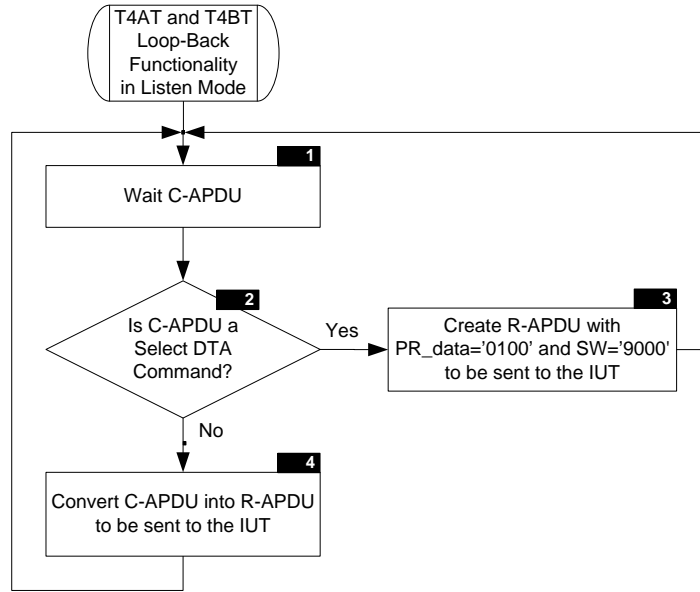 T4AT and T4BT
Loop-Back
Functionality
in Listen Mode
1
Wait C-APDU
2
Is C-APDU a
Select DTA
Command?
Yes
3
Create R-APDU with
PR_data='0100' and SW='9000'
to be sent to the IUT
No
4
Convert C-APDU into R-APDU
to be sent to the IUT